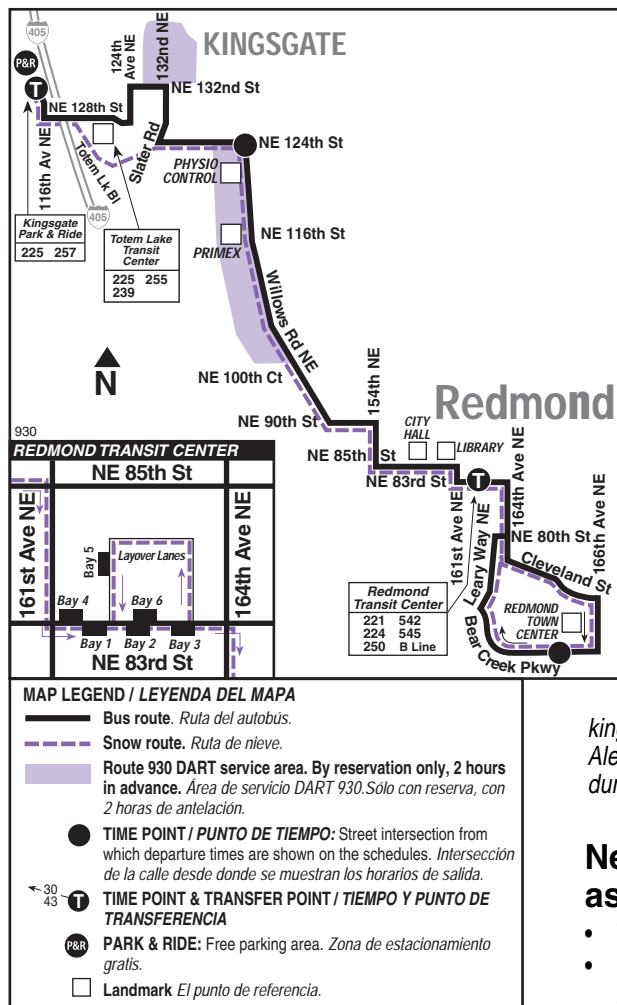 405
P&R
T
124th
Ave NE
132nd NE
KINGSGATE
NE 132nd St
NE 128th St
116th Av NE
Totem Lk Bl
Slater Rd
405
NE 124th St
PHYSIO
CONTROL
Kingsgate
Park & Ride
225 257
Totem Lake
Transit
Center
225 255
239
PRIMEX
NE 116th St
Willows Rd NE
N
NE 100th Ct
154th NE
Redmond
NE 90th St
CITY
HALL
LIBRARY
164th Ave NE
NE 85th St
NE 83rd St
T
161st Ave NE
Leary Way NE
NE 80th St
166th Ave NE
Cleveland St
Redmond
Transit Center
221 542
224 545
250 B Line
REDMOND
TOWN
CENTER
Bear Creek Pkwy
930
REDMOND TRANSIT CENTER
NE 85th St
161st Ave NE
164th Ave NE
Bay 5
Layover Lanes
Bay 4
Bay 6
Bay 1
Bay 2
Bay 3
NE 83rd St
MAP LEGEND / LEYENDA DEL MAPA
Bus route. Ruta del autobús.
Snow route. Ruta de nieve.
Route 930 DART service area. By reservation only, 2 hours
in advance. Área de servicio DART 930.Sólo con reserva, con
2 horas de antelación.
TIME POINT / PUNTO DE TIEMPO: Street intersection from
which departure times are shown on the schedules. Intersección
de la calle desde donde se muestran los horarios de salida.
30
43
T
TIME POINT & TRANSFER POINT / TIEMPO Y PUNTO DE
TRANSFERENCIA
P&R
PARK & RIDE: Free parking area. Zona de estacionamiento
gratis.
Landmark El punto de referencia.
king
Ale
dur
Ne
as
•
•